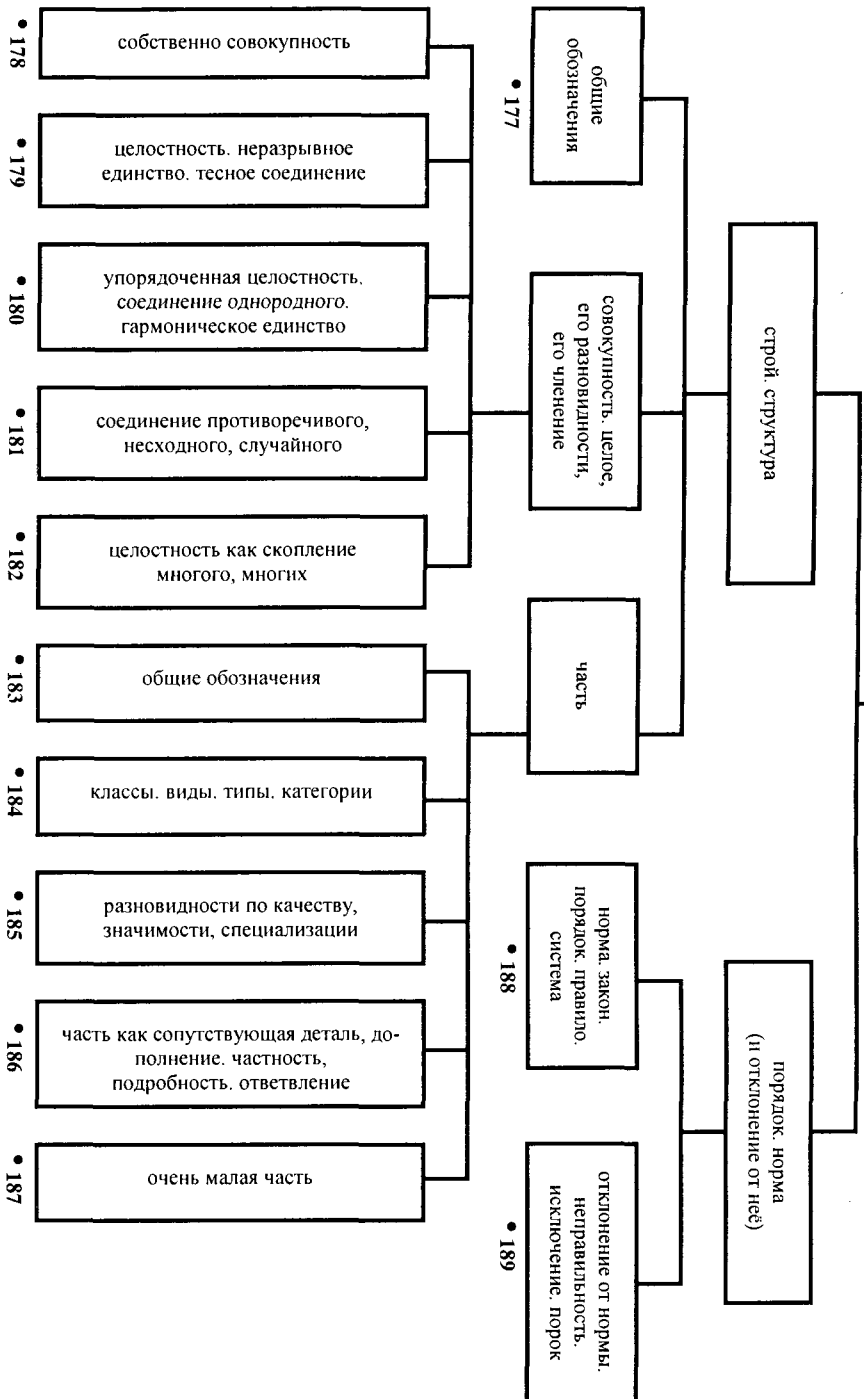 строй. структура
порядок. норма
(и отклонение от неё)
общие
обозначения
• 177
совокупность. целое,
его разновидности,
его членение
часть
норма. закон.
порядок. правило.
система
• 188
отклонение от нормы.
неправильность.
исключение. порок
• 189
собственно совокупность
• 178
целостность. неразрывное
единство. тесное соединение
• 179
упорядоченная целостность,
соединение однородного.
гармоническое единство
• 180
соединение противоречивого,
несходного, случайного
• 181
целостность как скопление
многого, многих
• 182
общие обозначения
• 183
классы. виды. типы. категории
• 184
разновидности по качеству,
значимости, специализации
• 185
часть как сопутствующая деталь, до-
полнение. частность,
подробность. ответвление
• 186
очень малая часть
• 187